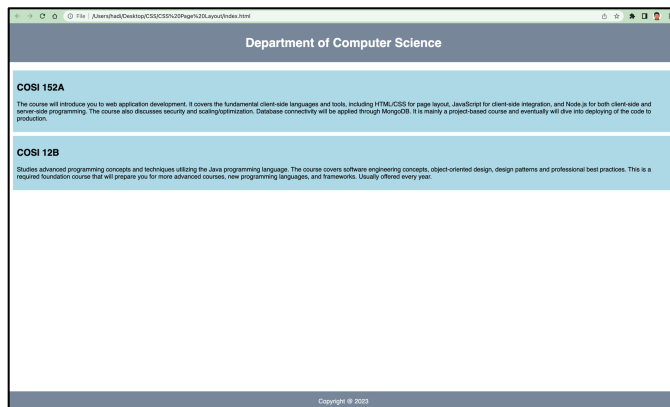 File | /Users/hadi/Desktop/CSS/CSS%20Page%20Layout/index.html
Department of Computer Science
COSI 152A
The course will introduce you to web application development. It covers the fundamental client-side languages and tools, including HTML/CSS for page layout, JavaScript for client-side integration, and Node.js for both client-side and
server-side programming. The course also discusses security and scaling/optimization. Database connectivity will be applied through MongoDB. It is mainly a project-based course and eventually will dive into deploying of the code to
production.
COSI 12B
Studies advanced programming concepts and techniques utilizing the Java programming language. The course covers software engineering concepts, object-oriented design, design patterns and professional best practices. This is a
required foundation course that will prepare you for more advanced courses, new programming languages, and frameworks. Usually offered every year.
Copyright @ 2023